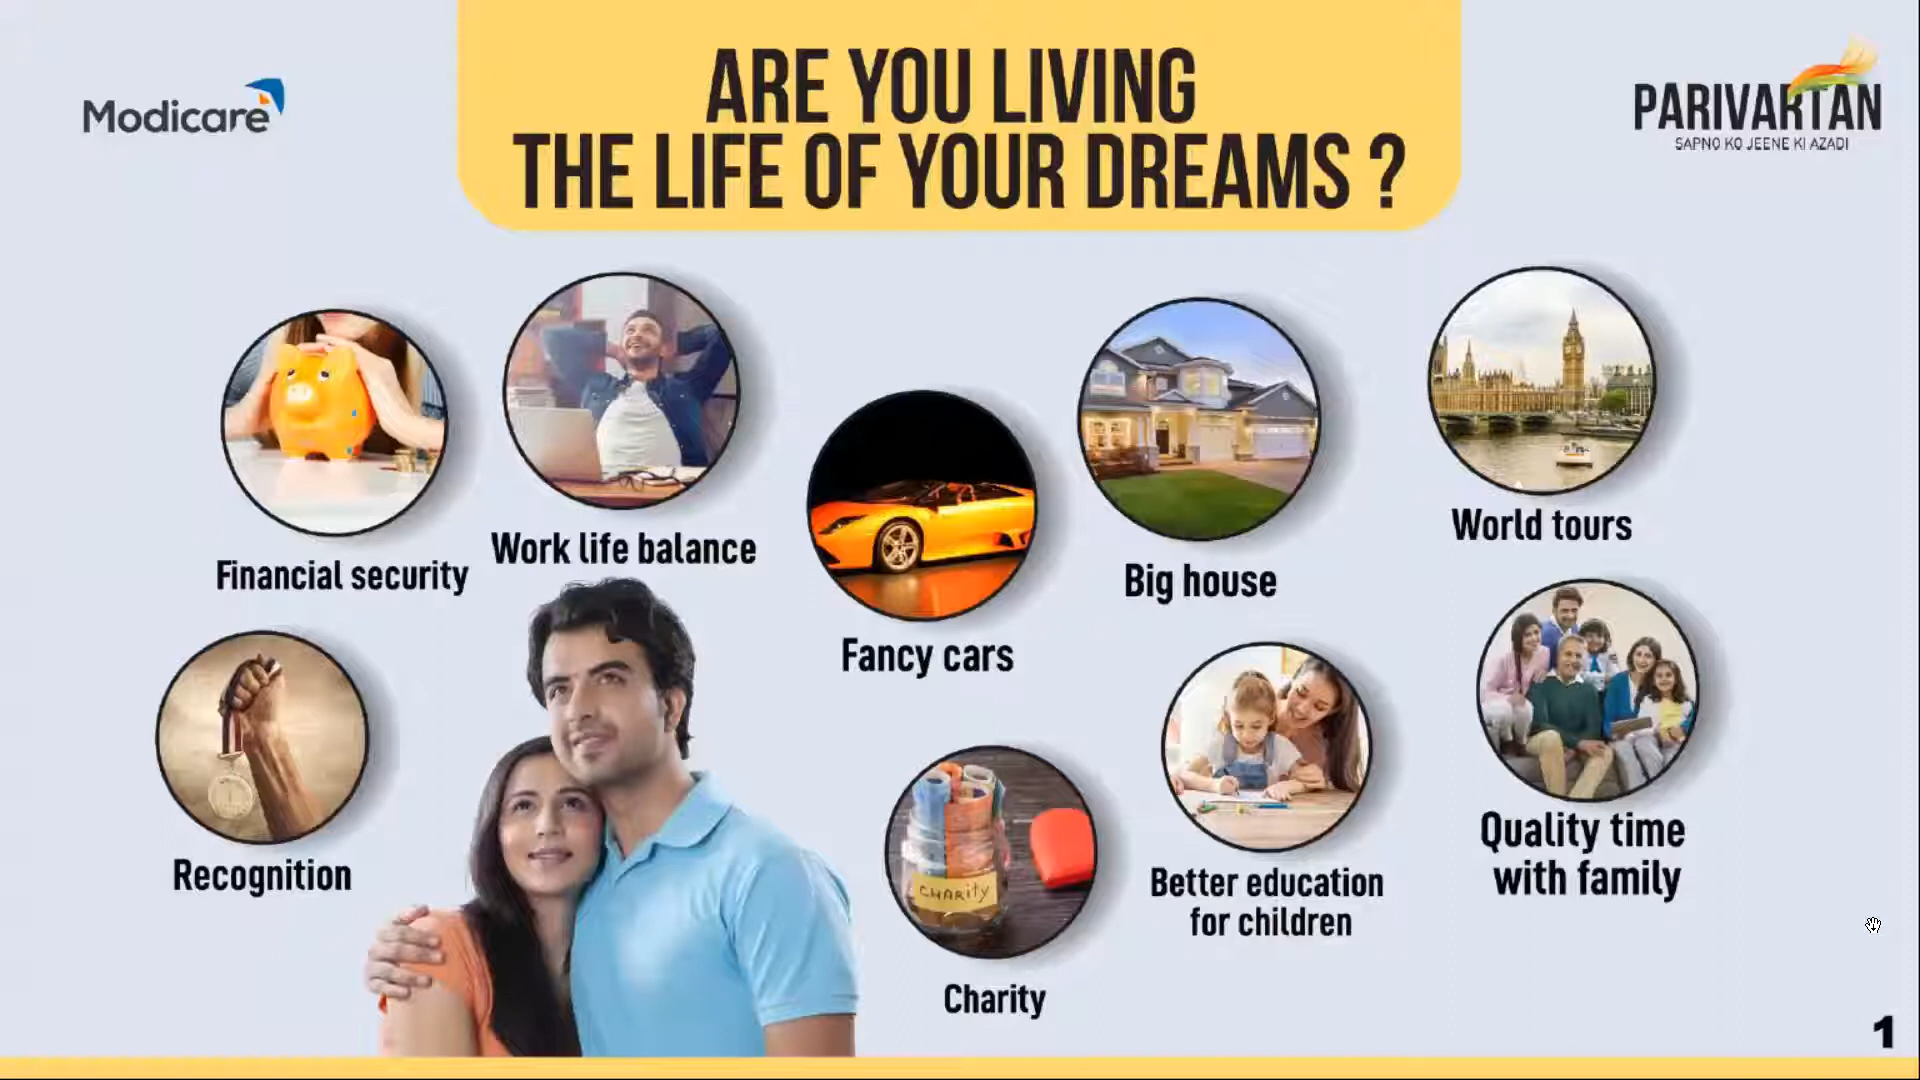 Modicare
ARE YOU LIVING
THE LIFE OF YOUR DREAMS ?
PARIVARTAN
SAPNO KO JEENE KI AZADI
Financial security
Work life balance
Fancy cars
Big house
World tours
Recognition
CHARITY
Charity
Better education
for children
Quality time
with family
1